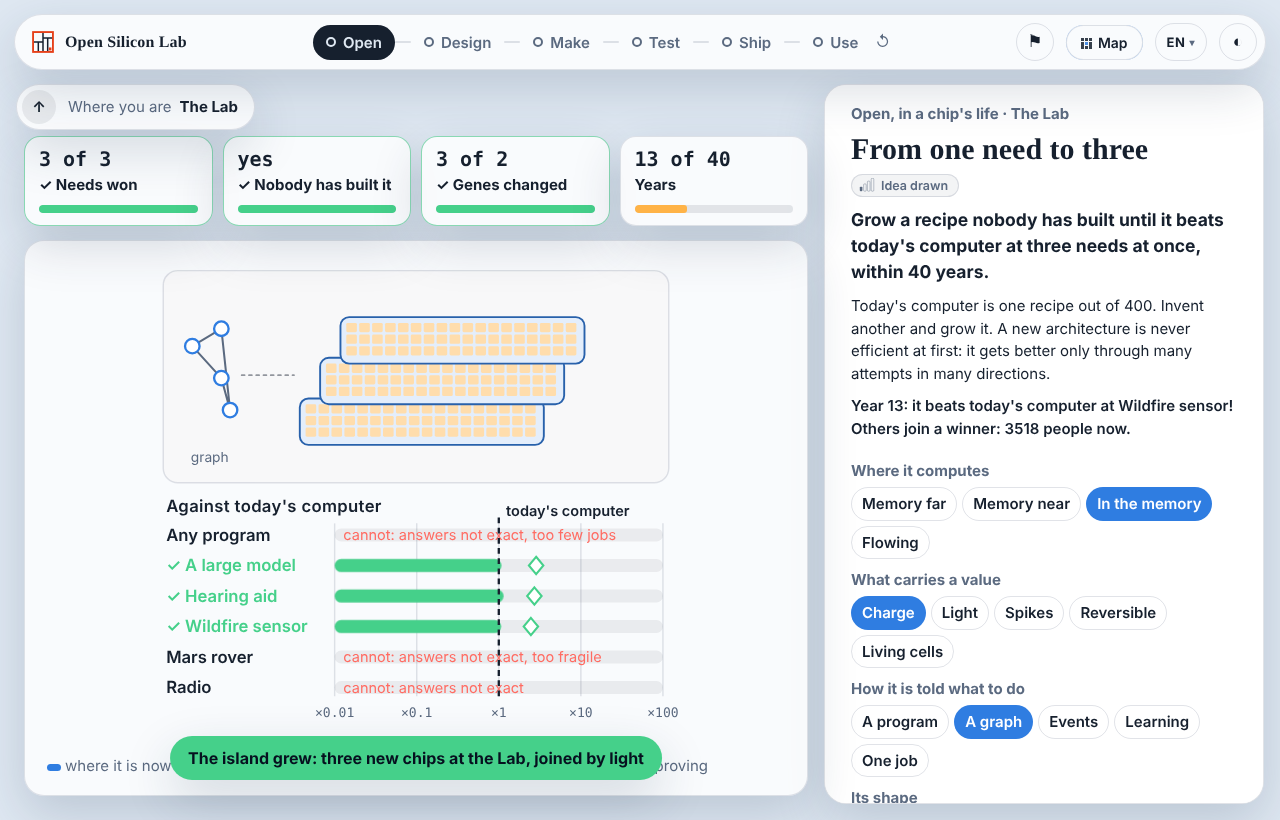 Open Silicon Lab
Open
Design
Make
Test
Ship
Use
Map
EN
Where you are The Lab
3 of 3
Needs won
yes
Nobody has built it
3 of 2
Genes changed
13 of 40
Years
graph
Against today's computer
today's computer
Any program
cannot: answers not exact, too few jobs
A large model
Hearing aid
Wildfire sensor
Mars rover
cannot: answers not exact, too fragile
Radio
cannot: answers not exact
×0.01
×0.1
×1
×10
×100
where it is now
The island grew: three new chips at the Lab, joined by light
Open, in a chip's life · The Lab
From one need to three
Idea drawn
Grow a recipe nobody has built until it beats
today's computer at three needs at once,
within 40 years.
Today's computer is one recipe out of 400. Invent
another and grow it. A new architecture is never
efficient at first: it gets better only through many
attempts in many directions.
Year 13: it beats today's computer at Wildfire sensor!
Others join a winner: 3518 people now.
Where it computes
Memory far
Memory near
In the memory
Flowing
What carries a value
Charge
Light
Spikes
Reversible
Living cells
How it is told what to do
A program
A graph
Events
Learning
One job
Its shape